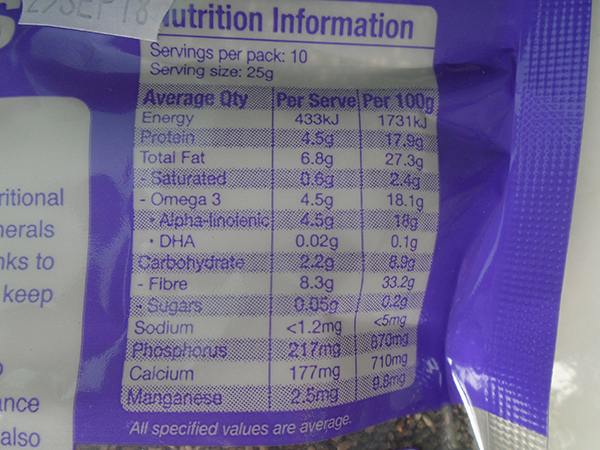 29SEP18
Nutrition Information
Servings per pack: 10
Serving size: 25g
Average Qty Per Serve Per 100g
Energy 433kJ 1731kJ
Protein 4.5g 17.9g
Total Fat 6.8g 27.3g
- Saturated 0.6g 2.4g
- Omega 3 4.5g 18.1g
• Alpha-linolenic 4.5g 18g
• DHA 0.02g 0.1g
Carbohydrate 2.2g 8.9g
- Fibre 8.3g 33.2g
- Sugars 0.05g 0.2g
Sodium <1.2mg <5mg
Phosphorus 217mg 870mg
Calcium 177mg 710mg
Manganese 2.5mg 9.8mg
All specified values are average.
ritional
nerals
nks to
keep
ance
also